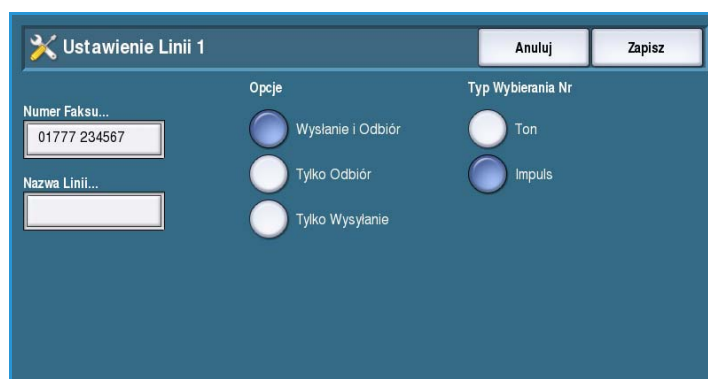 Ustawienie Linii 1
Anuluj
Zapisz
Numer Faksu...
01777 234567
Nazwa Linii...
Opcje
Wysłanie i Odbiór
Tylko Odbiór
Tylko Wysyłanie
Typ Wybierania Nr
Ton
Impuls